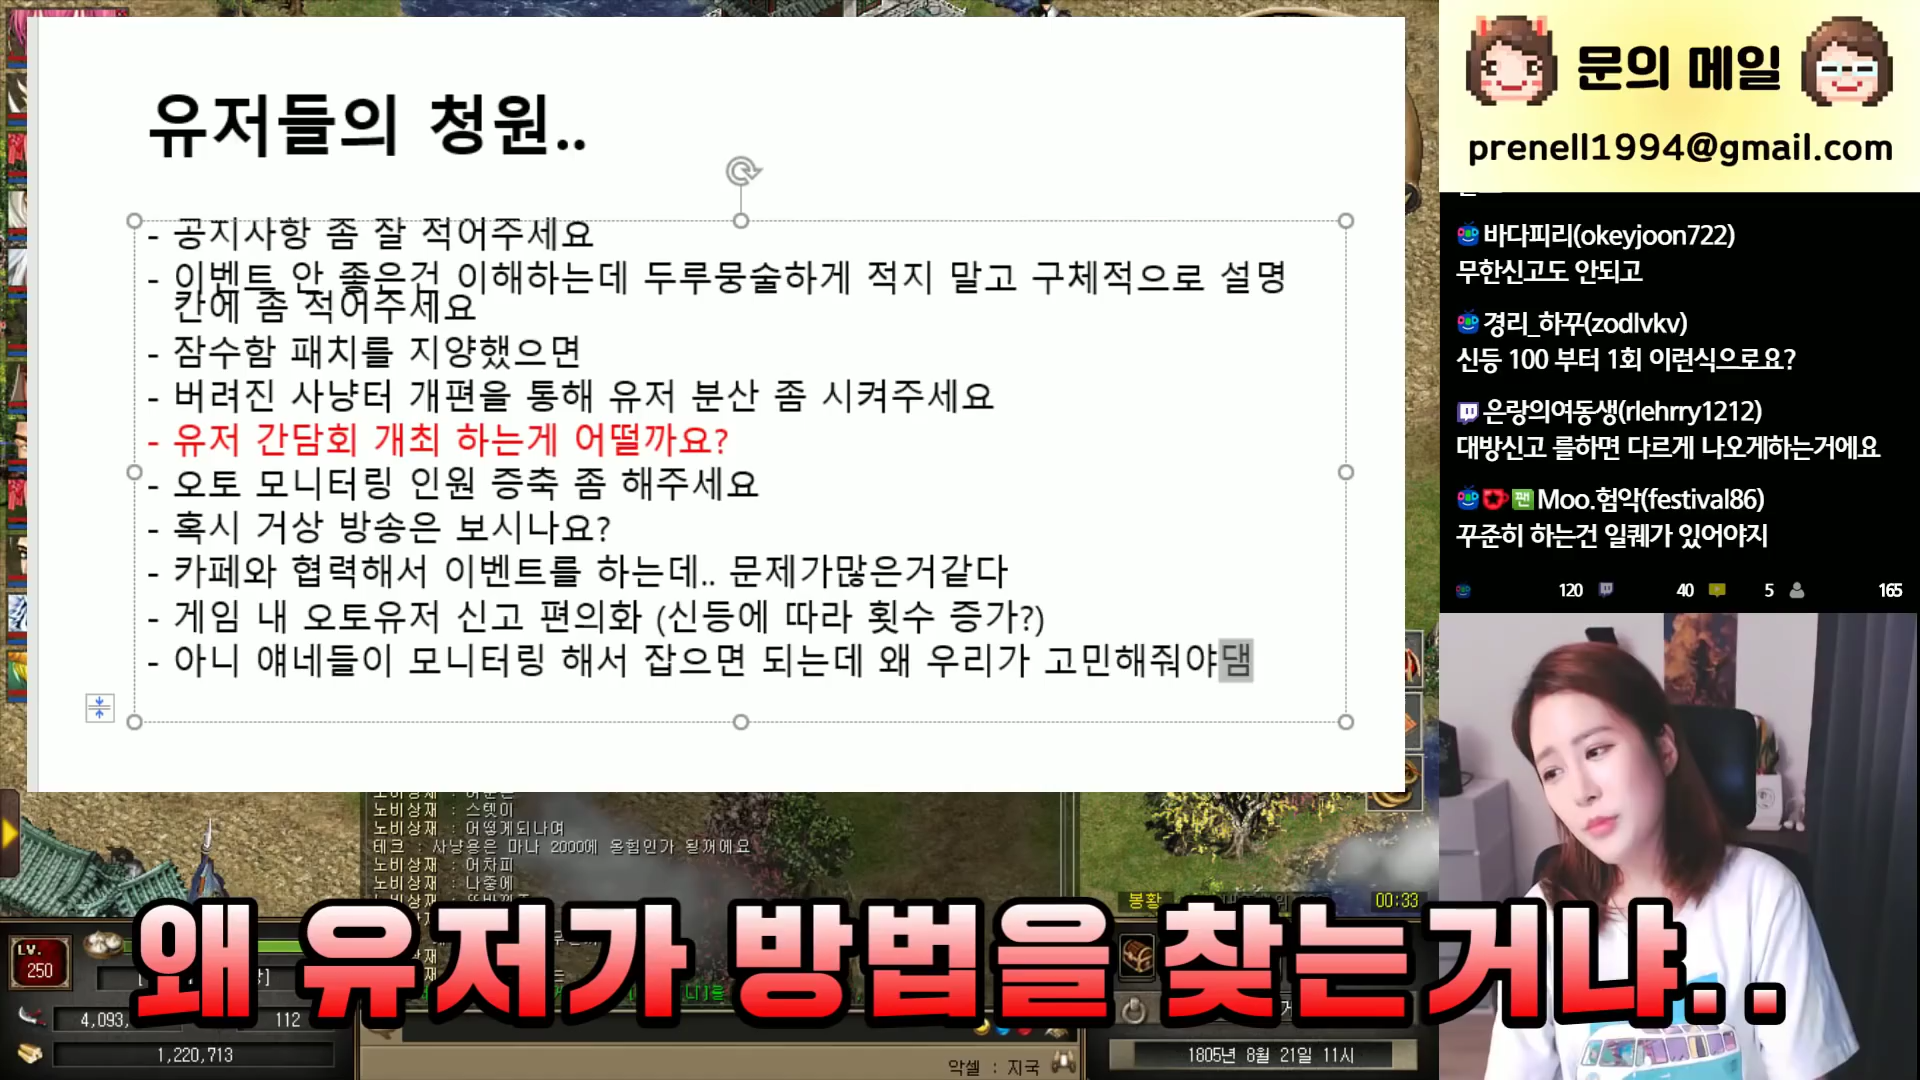 유저들의 청원..
- 공지사항 좀 잘 적어주세요
- 이벤트 안 좋은건 이해하는데 두루뭉술하게 적지 말고 구체적으로 설명
칸에 좀 적어주세요
- 잠수함 패치를 지양했으면
- 버려진 사냥터 개편을 통해 유저 분산 좀 시켜주세요
- 유저 간담회 개최 하는게 어떨까요?
- 오토 모니터링 인원 증축 좀 해주세요
- 혹시 거상 방송은 보시나요?
- 카페와 협력해서 이벤트를 하는데.. 문제가많은거같다
- 게임 내 오토유저 신고 편의화 (신등에 따라 횟수 증가?)
- 아니 얘네들이 모니터링 해서 잡으면 되는데 왜 우리가 고민해줘야댐
문의 메일
prenell1994@gmail.com
바다피리(okeyjoon722)
무한신고도 안되고
경리_하꾸(zodlvkv)
신등 100 부터 1회 이런식으로요?
은랑의여동생(rlehrry1212)
대방신고 를하면 다르게 나오게하는거에요
팬 Moo.험악(festival86)
꾸준히 하는건 일퀘가 있어야지
120 40 5 165
노비상재 : 스텟이
노비상재 : 어떻게되나여
테크 : 사냥용은 마나 2000에 올힘인가 될꺼에요
노비상재 : 어차피
노비상재 : 나중에
봉황
00:33
왜 유저가 방법을 찾는거냐..
LV.
250
4,093,
112
1,220,713
악셀 : 지국
1805년 8월 21일 11시